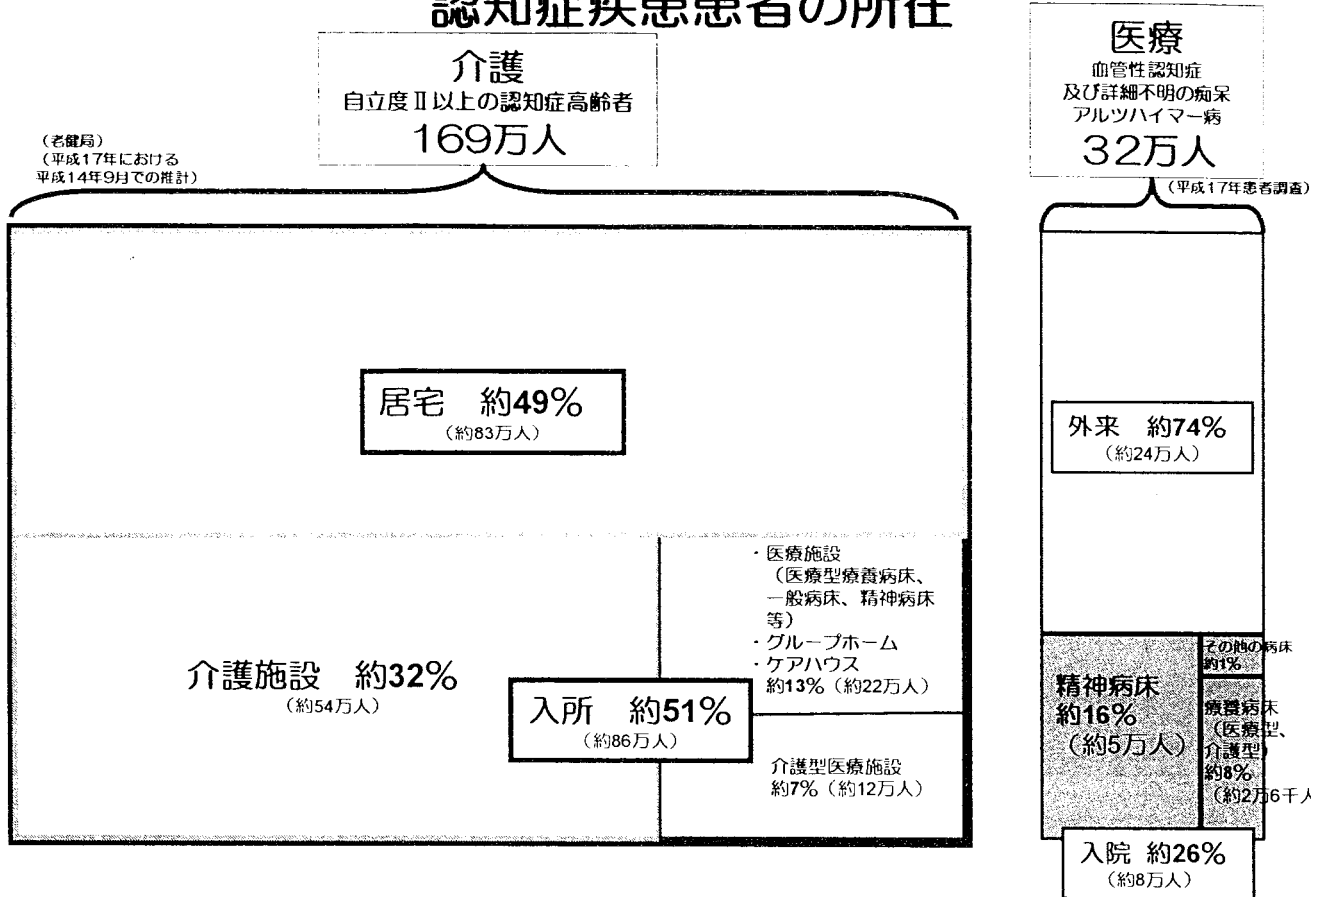 認知症疾患患者の所在
介護
自立度Ⅱ以上の認知症高齢者
169万人
(老健局)
(平成17年における
平成14年9月での推計)
医療
血管性認知症
及び詳細不明の痴呆
アルツハイマー病
32万人
(平成17年患者調査)
居宅 約49%
(約83万人)
介護施設 約32%
(約54万人)
入所 約51%
(約86万人)
・医療施設
(医療型療養病床、
一般病床、精神病床
等)
・グループホーム
・ケアハウス
約13%(約22万人)
介護型医療施設
約7%(約12万人)
外来 約74%
(約24万人)
精神病床
約16%
(約5万人)
その他の病床
約1%
療養病床
(医療型、
介護型)
約8%
(約2万6千人
入院 約26%
(約8万人)